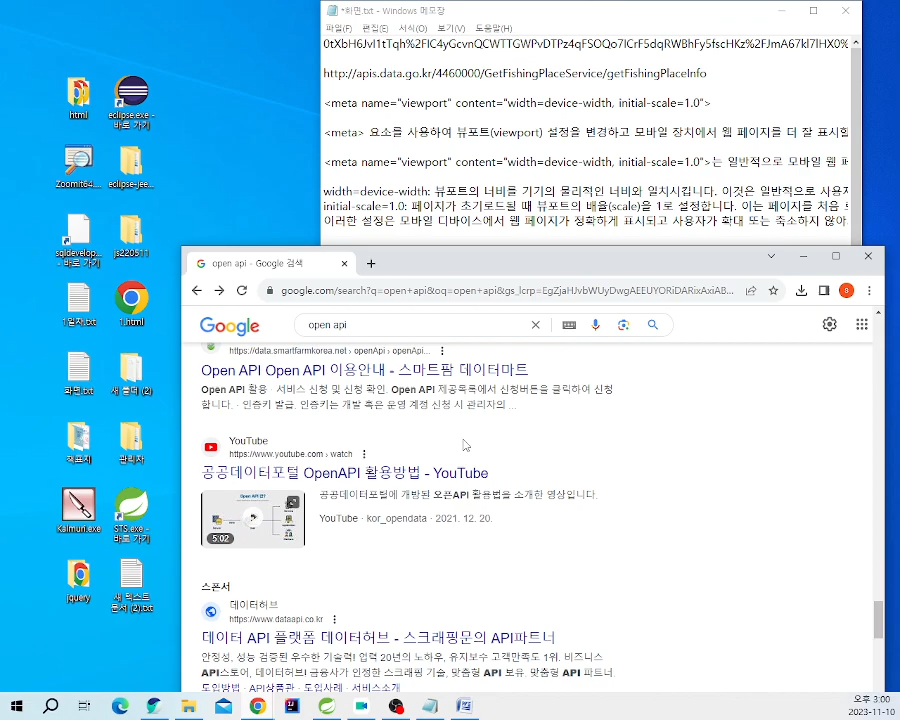 *화면.txt - Windows 메모장
파일(F) 편집(E) 서식(O) 보기(V) 도움말(H)
http://apis.data.go.kr/4460000/GetFishingPlaceService/getFishingPlaceInfo
<meta name="viewport" content="width=device-width, initial-scale=1.0">
<meta> 요소를 사용하여 뷰포트(viewport) 설정을 변경하고 모바일 장치에서 웹 페이지를 더 잘 표시합
<meta name="viewport" content="width=device-width, initial-scale=1.0">는 일반적으로 모바일 웹 페
width=device-width: 뷰포트의 너비를 기기의 물리적인 너비와 일치시킵니다. 이것은 일반적으로 사용자
initial-scale=1.0: 페이지가 초기로드될 때 뷰포트의 배율(scale)을 1로 설정합니다. 이는 페이지를 처음 로
이러한 설정은 모바일 디바이스에서 웹 페이지가 정확하게 표시되고 사용자가 확대 또는 축소하지 않아
html
eclipse.exe - 바로 가기
Zoomit64....
eclipse-jee...
sqldevelop... - 바로 가기
js220511
1일자.txt
1.html
화면.txt
새 폴더 (2)
관리자
Kalmuri.exe
STS.exe - 바로 가기
jquery
새 텍스트 문서 (2).txt
open api - Google 검색
google.com/search?q=open+api&oq=open+api&gs_lcrp=EgZjaHJvbWUyDwgAEEUYORiDARixAxiAB...
8
Google
open api
https://data.smartfarmkorea.net › openApi › openApi...
Open API Open API 이용안내 - 스마트팜 데이터마트
Open API 활용 · 서비스 신청 및 신청 확인. Open API 제공목록에서 신청버튼을 클릭하여 신청
합니다. · 인증키 발급. 인증키는 개발 혹은 운영 계정 신청 시 관리자의 ...
YouTube
https://www.youtube.com › watch
공공데이터포털 OpenAPI 활용방법 - YouTube
공공데이터포털에 개방된 오픈API 활용법을 소개한 영상입니다.
YouTube · kor_opendata · 2021. 12. 20.
5:02
스폰서
데이터허브
https://www.dataapi.co.kr
데이터 API 플랫폼 데이터허브 - 스크래핑문의 API파트너
안정성, 성능 검증된 우수한 기술력! 업력 20년의 노하우, 유지보수 고객만족도 1위. 비즈니스
API스토어, 데이터허브! 금융사가 인정한 스크래핑 기술, 맞춤형 API 보유. 맞춤형 API 파트너.
도입방법 · API상품관 · 도입사례 · 서비스소개
오후 3:00
2023-11-10